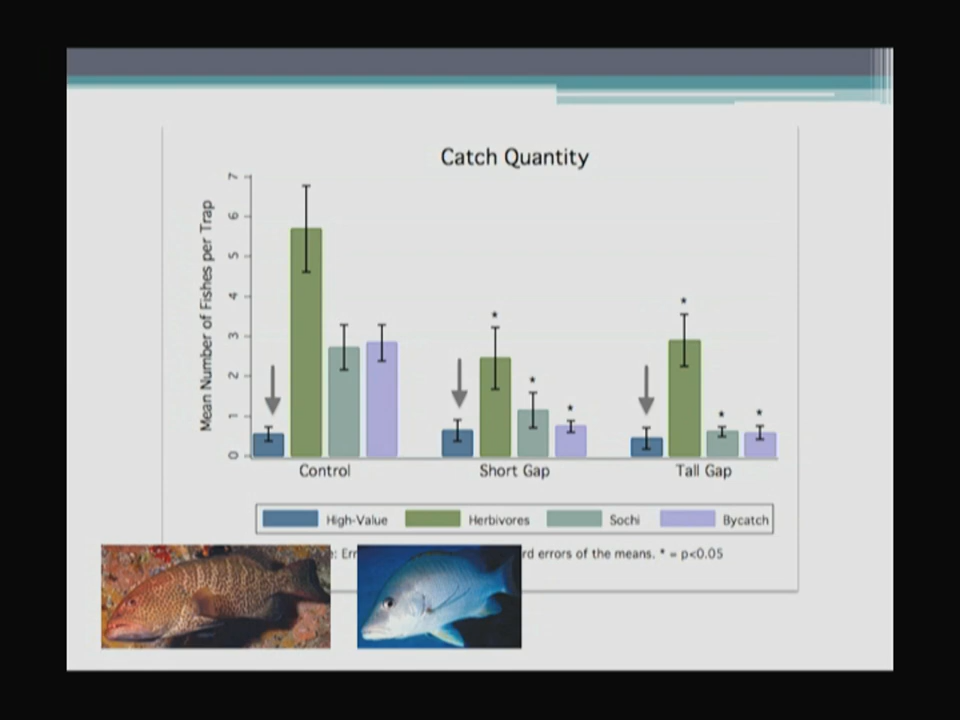 Catch Quantity
Mean Number of Fishes per Trap
7
6
5
4
3
2
1
0
* * *
* * *
Control Short Gap Tall Gap
High-Value Herbivores Sochi Bycatch
rd errors of the means. * = p<0.05